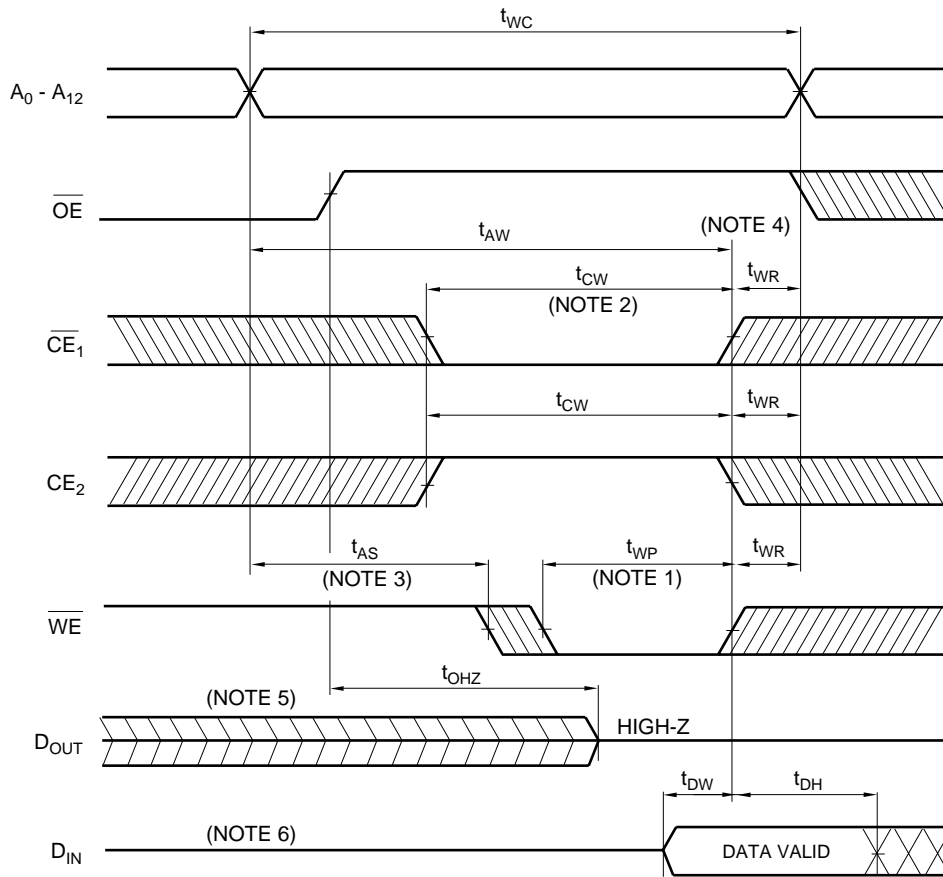 tWC
A0 - A12
OE
(NOTE 4)
tAW
tCW
tWR
(NOTE 2)
CE1
tCW
tWR
CE2
tAS
tWP
tWR
(NOTE 3)
(NOTE 1)
WE
tOHZ
(NOTE 5)
HIGH-Z
DOUT
tDW
tDH
(NOTE 6)
DIN
DATA VALID